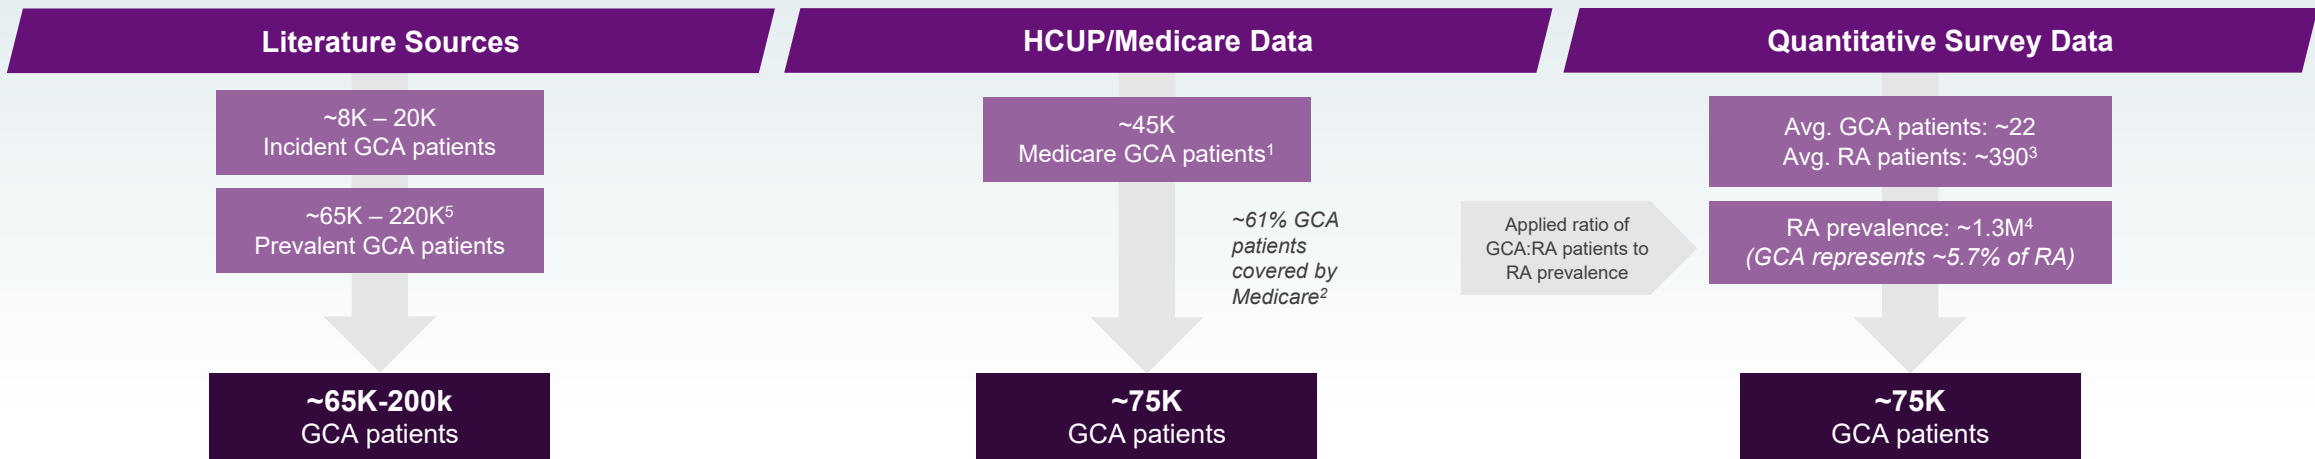 Literature Sources
~8K – 20K
Incident GCA patients
~65K – 220K⁵
Prevalent GCA patients
~65K-200k
GCA patients
HCUP/Medicare Data
~45K
Medicare GCA patients¹
~61% GCA
patients
covered by
Medicare²
~75K
GCA patients
Quantitative Survey Data
Avg. GCA patients: ~22
Avg. RA patients: ~390³
Applied ratio of
GCA:RA patients to
RA prevalence
RA prevalence: ~1.3M⁴
(GCA represents ~5.7% of RA)
~75K
GCA patients